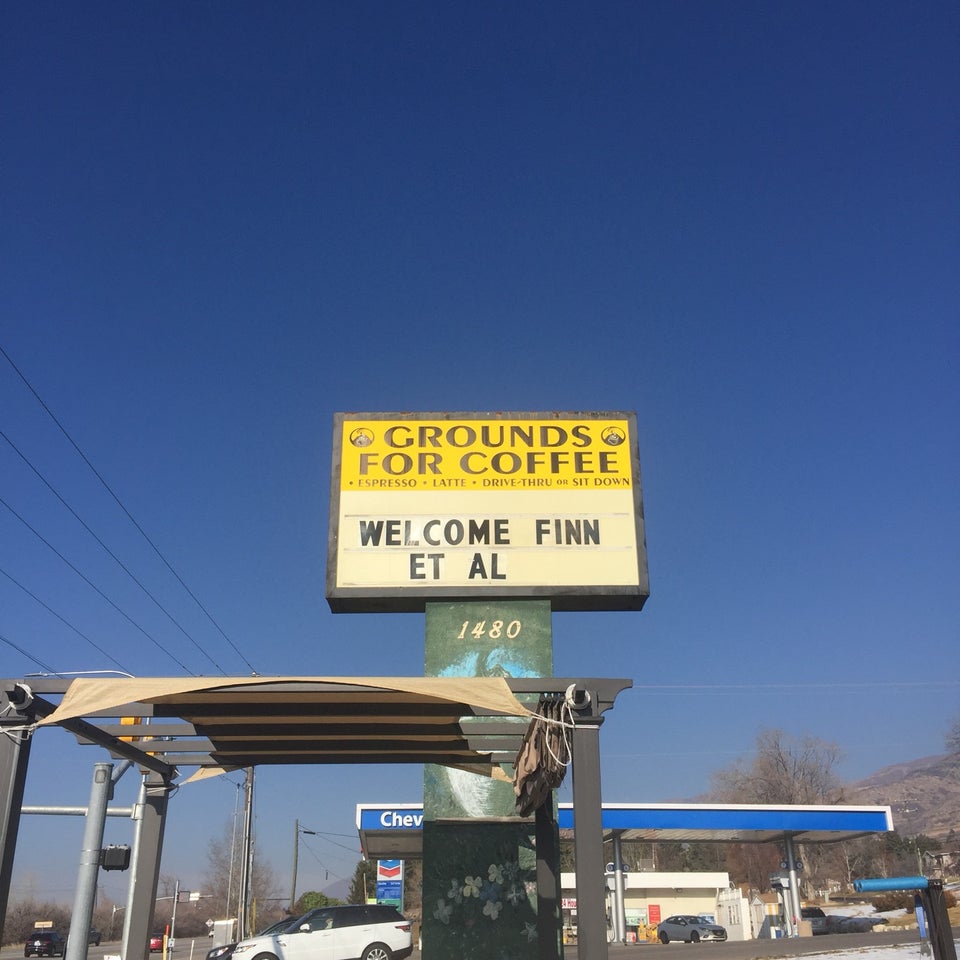 GROUNDS
FOR COFFEE
• ESPRESSO • LATTE • DRIVE-THRU OR SIT DOWN
WELCOME FINN
ET AL
1480
Chev